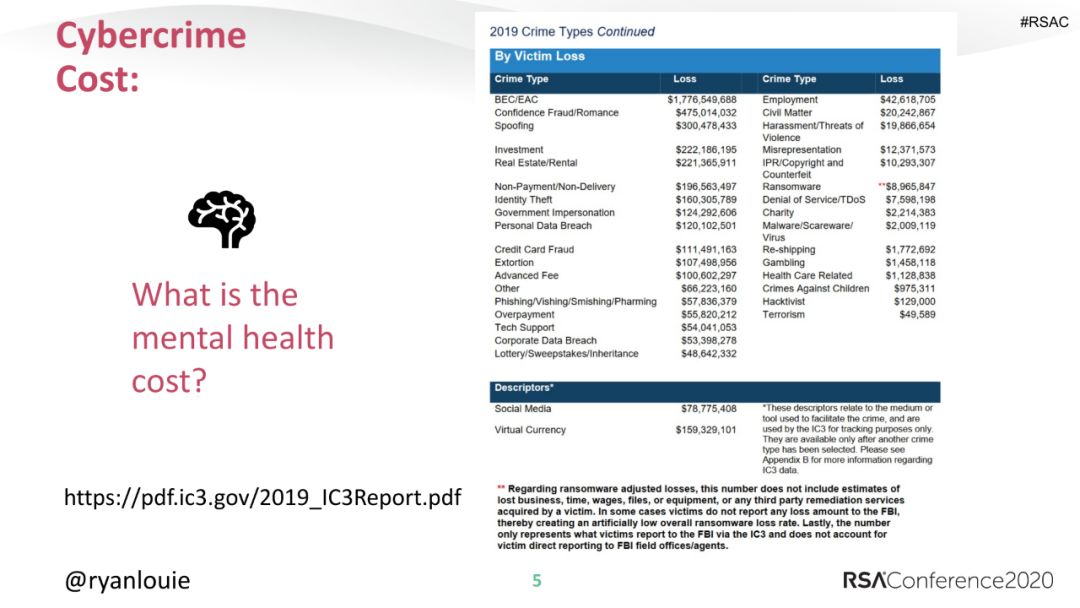 Cybercrime
Cost:
#RSAC
What is the
mental health
cost?
https://pdf.ic3.gov/2019_IC3Report.pdf
@ryanlouie
2019 Crime Types Continued
By Victim Loss
Crime Type Loss Crime Type Loss
BEC/EAC $1,776,549,688 Employment $42,618,705
Confidence Fraud/Romance $475,014,032 Civil Matter $20,242,867
Spoofing $300,478,433 Harassment/Threats of $19,866,654
Violence
Investment $222,186,195 Misrepresentation $12,371,573
Real Estate/Rental $221,365,911 IPR/Copyright and $10,293,307
Counterfeit
Non-Payment/Non-Delivery $196,563,497 Ransomware **$8,965,847
Identity Theft $160,305,789 Denial of Service/TDoS $7,598,198
Government Impersonation $124,292,606 Charity $2,214,383
Personal Data Breach $120,102,501 Malware/Scareware/ $2,009,119
Virus
Credit Card Fraud $111,491,163 Re-shipping $1,772,692
Extortion $107,498,956 Gambling $1,458,118
Advanced Fee $100,602,297 Health Care Related $1,128,838
Other $66,223,160 Crimes Against Children $975,311
Phishing/Vishing/Smishing/Pharming $57,836,379 Hacktivist $129,000
Overpayment $55,820,212 Terrorism $49,589
Tech Support $54,041,053
Corporate Data Breach $53,398,278
Lottery/Sweepstakes/Inheritance $48,642,332
Descriptors*
Social Media $78,775,408
Virtual Currency $159,329,101
*These descriptors relate to the medium or
tool used to facilitate the crime, and are
used by the IC3 for tracking purposes only.
They are available only after another crime
type has been selected. Please see
Appendix B for more information regarding
IC3 data.
** Regarding ransomware adjusted losses, this number does not include estimates of
lost business, time, wages, files, or equipment, or any third party remediation services
acquired by a victim. In some cases victims do not report any loss amount to the FBI,
thereby creating an artificially low overall ransomware loss rate. Lastly, the number
only represents what victims report to the FBI via the IC3 and does not account for
victim direct reporting to FBI field offices/agents.
5
RSAConference2020